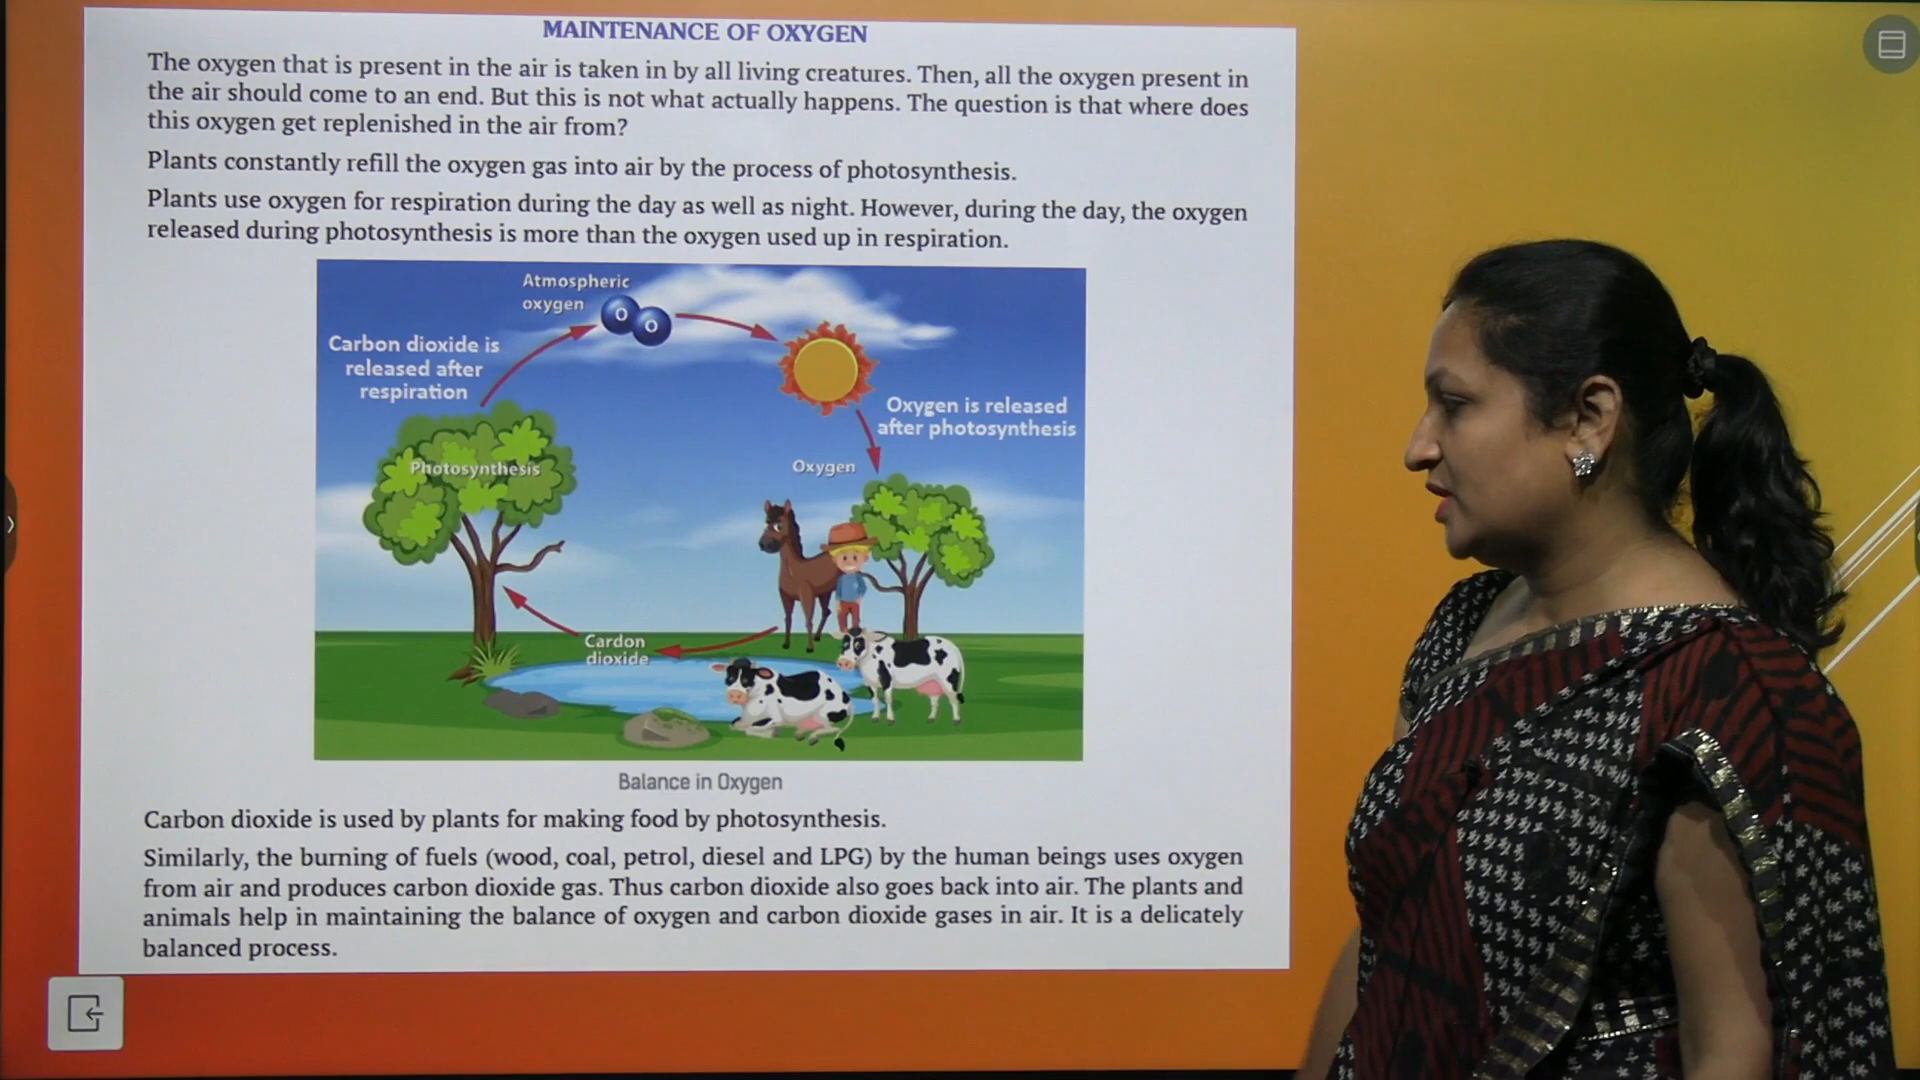 MAINTENANCE OF OXYGEN
The oxygen that is present in the air is taken in by all living creatures. Then, all the oxygen present in
the air should come to an end. But this is not what actually happens. The question is that where does
this oxygen get replenished in the air from?
Plants constantly refill the oxygen gas into air by the process of photosynthesis.
Plants use oxygen for respiration during the day as well as night. However, during the day, the oxygen
released during photosynthesis is more than the oxygen used up in respiration.
Atmospheric
oxygen
O
O
Carbon dioxide is
released after
respiration
Oxygen is released
after photosynthesis
Photosynthesis
Oxygen
Cardon
dioxide
Balance in Oxygen
Carbon dioxide is used by plants for making food by photosynthesis.
Similarly, the burning of fuels (wood, coal, petrol, diesel and LPG) by the human beings uses oxygen
from air and produces carbon dioxide gas. Thus carbon dioxide also goes back into air. The plants and
animals help in maintaining the balance of oxygen and carbon dioxide gases in air. It is a delicately
balanced process.